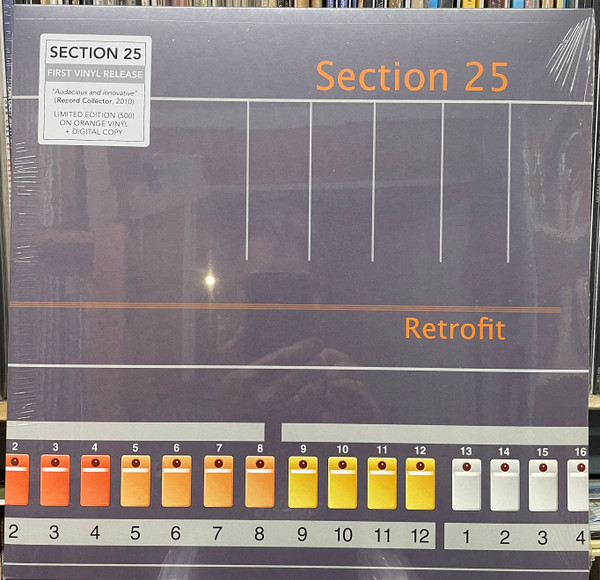 SECTION 25
FIRST VINYL RELEASE
"Audacious and innovative"
(Record Collector, 2010)
LIMITED EDITION (500)
ON ORANGE VINYL
+ DIGITAL COPY
Section 25
Retrofit
2 3 4 5 6 7 8 9 10 11 12 13 14 15 16
2 3 4 5 6 7 8 9 10 11 12 1 2 3 4